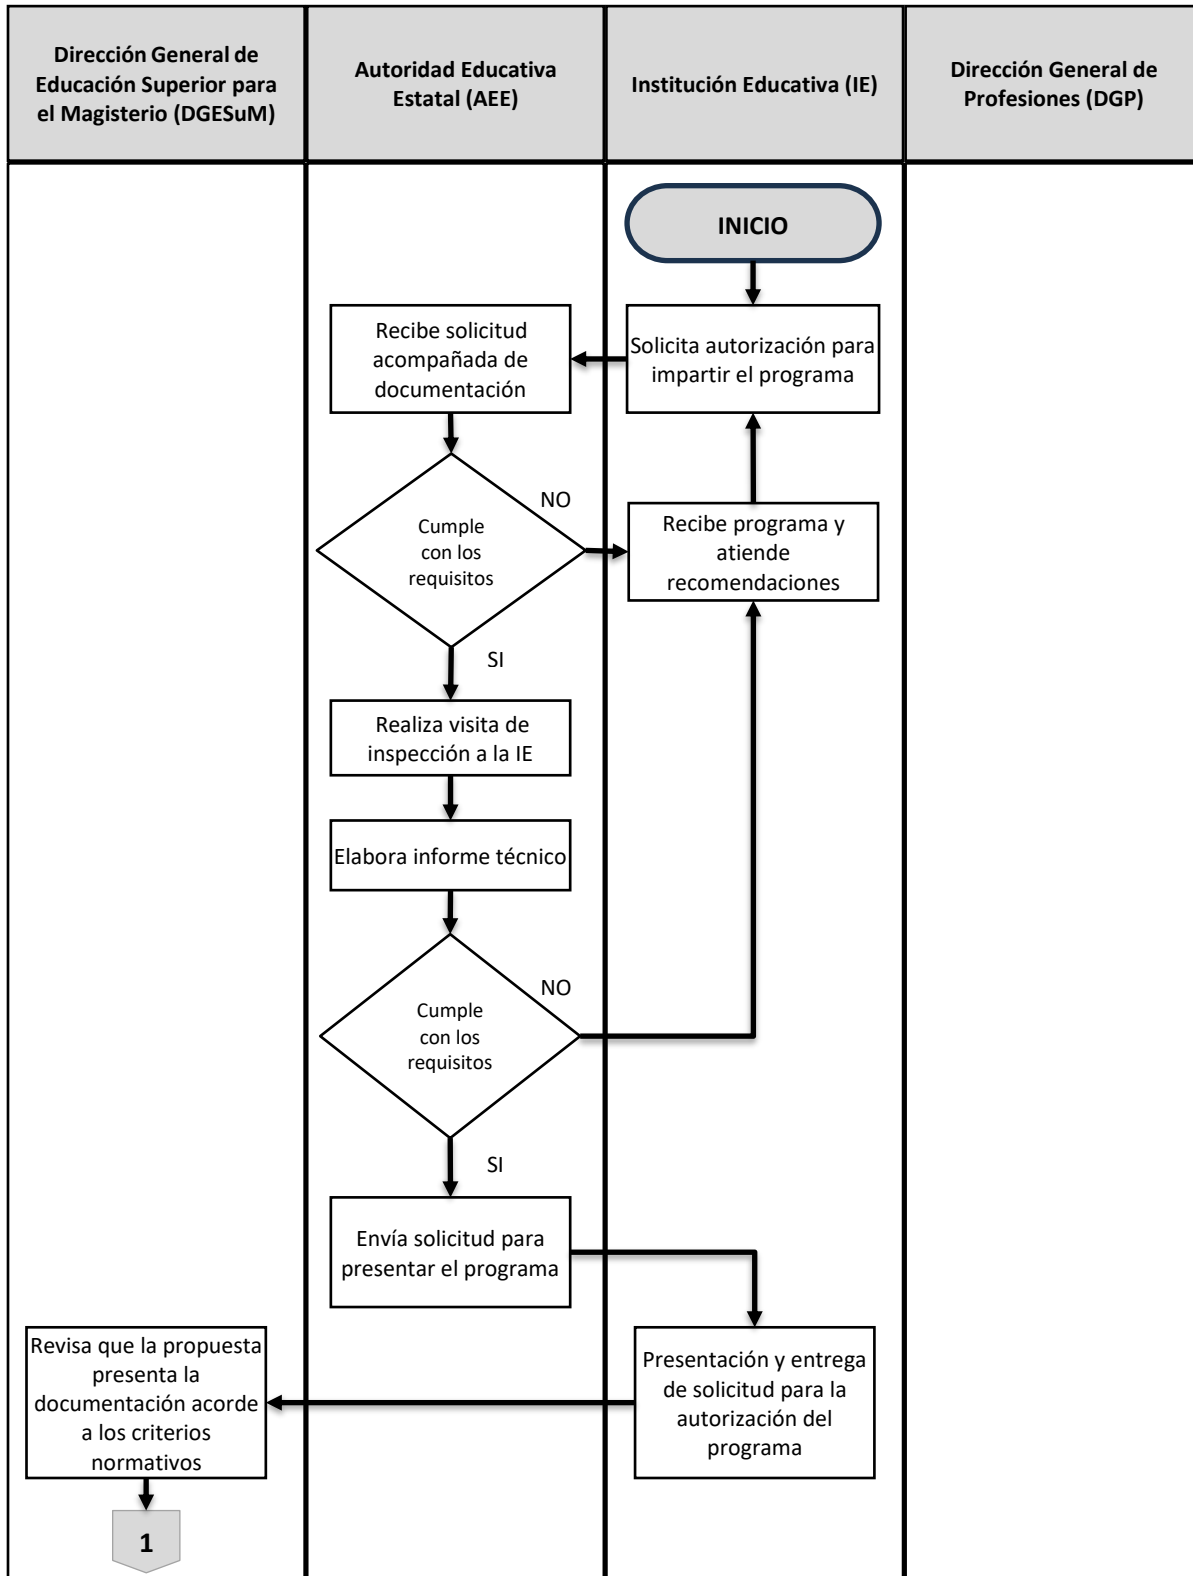 Dirección General de
Educación Superior para
el Magisterio (DGESuM)
Autoridad Educativa
Estatal (AEE)
Institución Educativa (IE)
Dirección General de
Profesiones (DGP)
INICIO
Recibe solicitud
acompañada de
documentación
Solicita autorización para
impartir el programa
NO
Cumple
con los
requisitos
Recibe programa y
atiende
recomendaciones
SI
Realiza visita de
inspección a la IE
Elabora informe técnico
NO
Cumple
con los
requisitos
SI
Envía solicitud para
presentar el programa
Revisa que la propuesta
presenta la
documentación acorde
a los criterios
normativos
Presentación y entrega
de solicitud para la
autorización del
programa
1